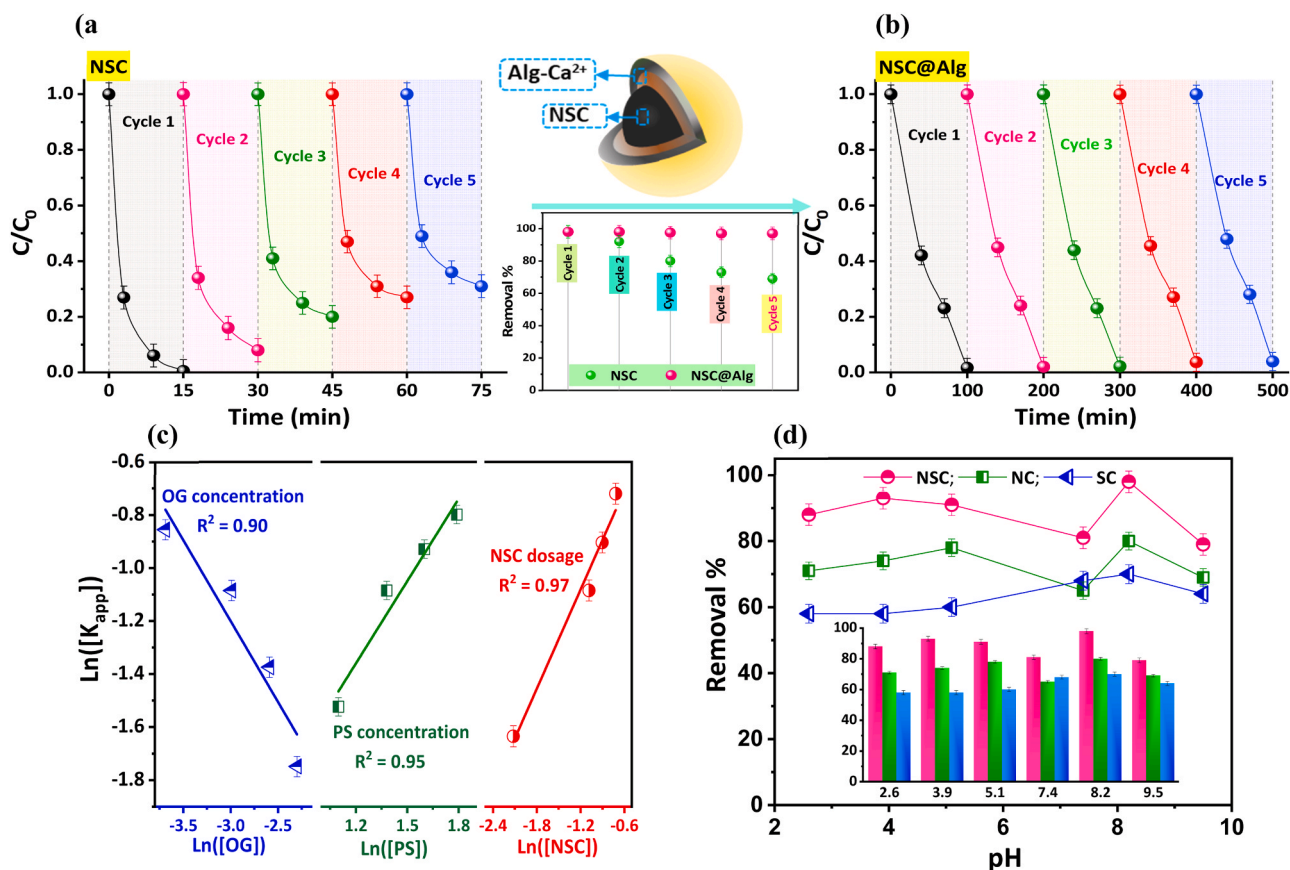 (a)
NSC
1.0
0.8
0.6
0.4
0.2
0.0
C/C0
Cycle 1
Cycle 2
Cycle 3
Cycle 4
Cycle 5
0 15 30 45 60 75
Time (min)
Alg-Ca2+
NSC
100
80
60
40
20
0
Removal %
Cycle 1
Cycle 2
Cycle 3
Cycle 4
Cycle 5
NSC NSC@Alg
(b)
NSC@Alg
1.0
0.8
0.6
0.4
0.2
0.0
C/C0
Cycle 1
Cycle 2
Cycle 3
Cycle 4
Cycle 5
0 100 200 300 400 500
Time (min)
(c)
-0.6
-0.8
-1.0
-1.2
-1.4
-1.6
-1.8
Ln([Kapp])
OG concentration
R2 = 0.90
PS concentration
R2 = 0.95
NSC dosage
R2 = 0.97
-3.5 -3.0 -2.5
Ln([OG])
1.2 1.5 1.8
Ln([PS])
-2.4 -1.8 -1.2 -0.6
Ln([NSC])
(d)
100
80
60
40
20
0
Removal %
NSC; NC; SC
100
80
60
40
20
0
2.6 3.9 5.1 7.4 8.2 9.5
2 4 6 8 10
pH